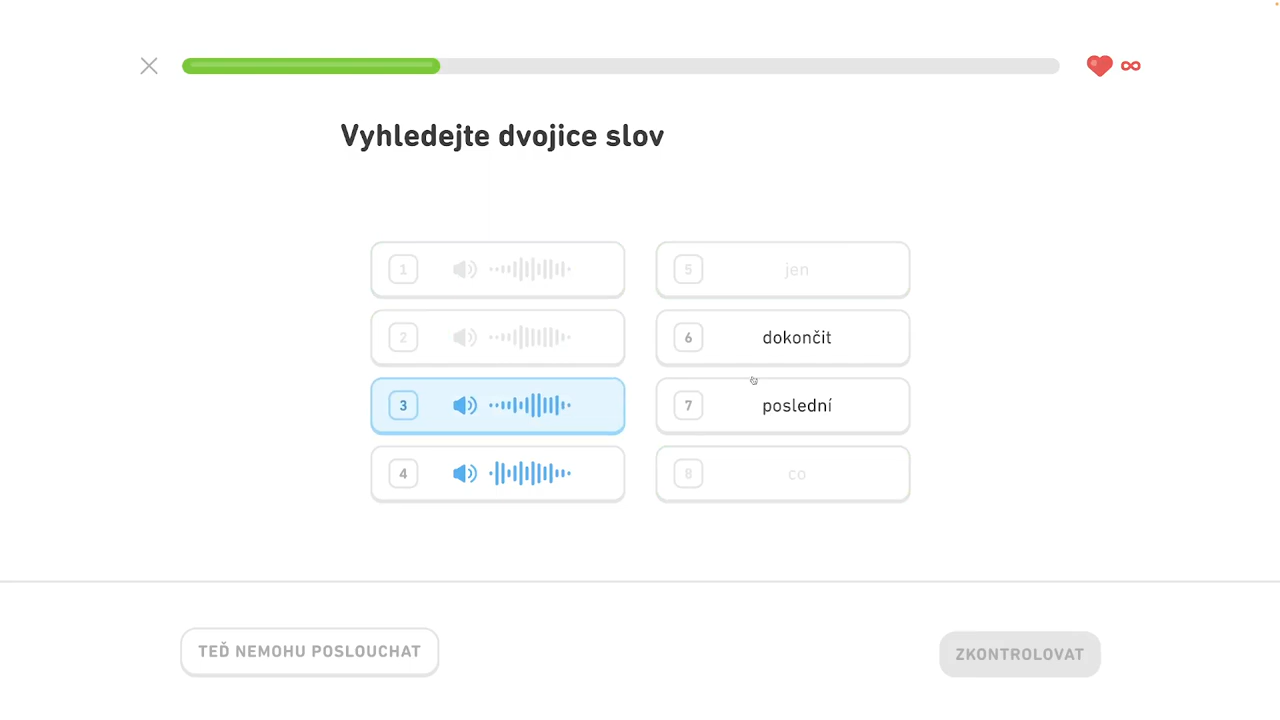 Vyhledejte dvojice slov
1
5 jen
2
6 dokončit
3
7 poslední
4
8 co
TEĎ NEMOHU POSLOUCHAT
ZKONTROLOVAT